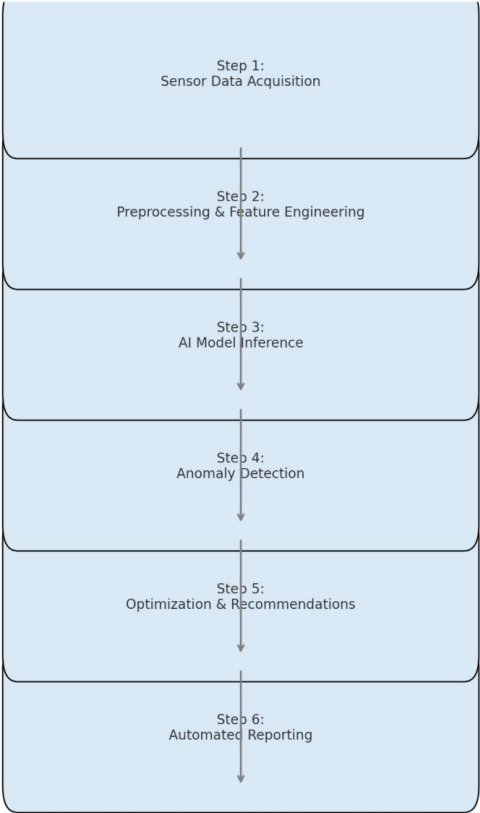 Step 1:
Sensor Data Acquisition
Step 2:
Preprocessing & Feature Engineering
Step 3:
AI Model Inference
Step 4:
Anomaly Detection
Step 5:
Optimization & Recommendations
Step 6:
Automated Reporting